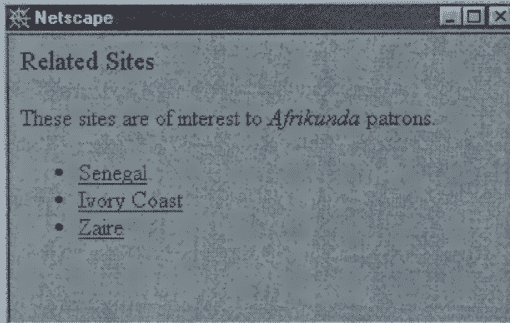 Netscape
Related Sites
These sites are of interest to Afrikunda patrons.
Senegal
Ivory Coast
Zaire